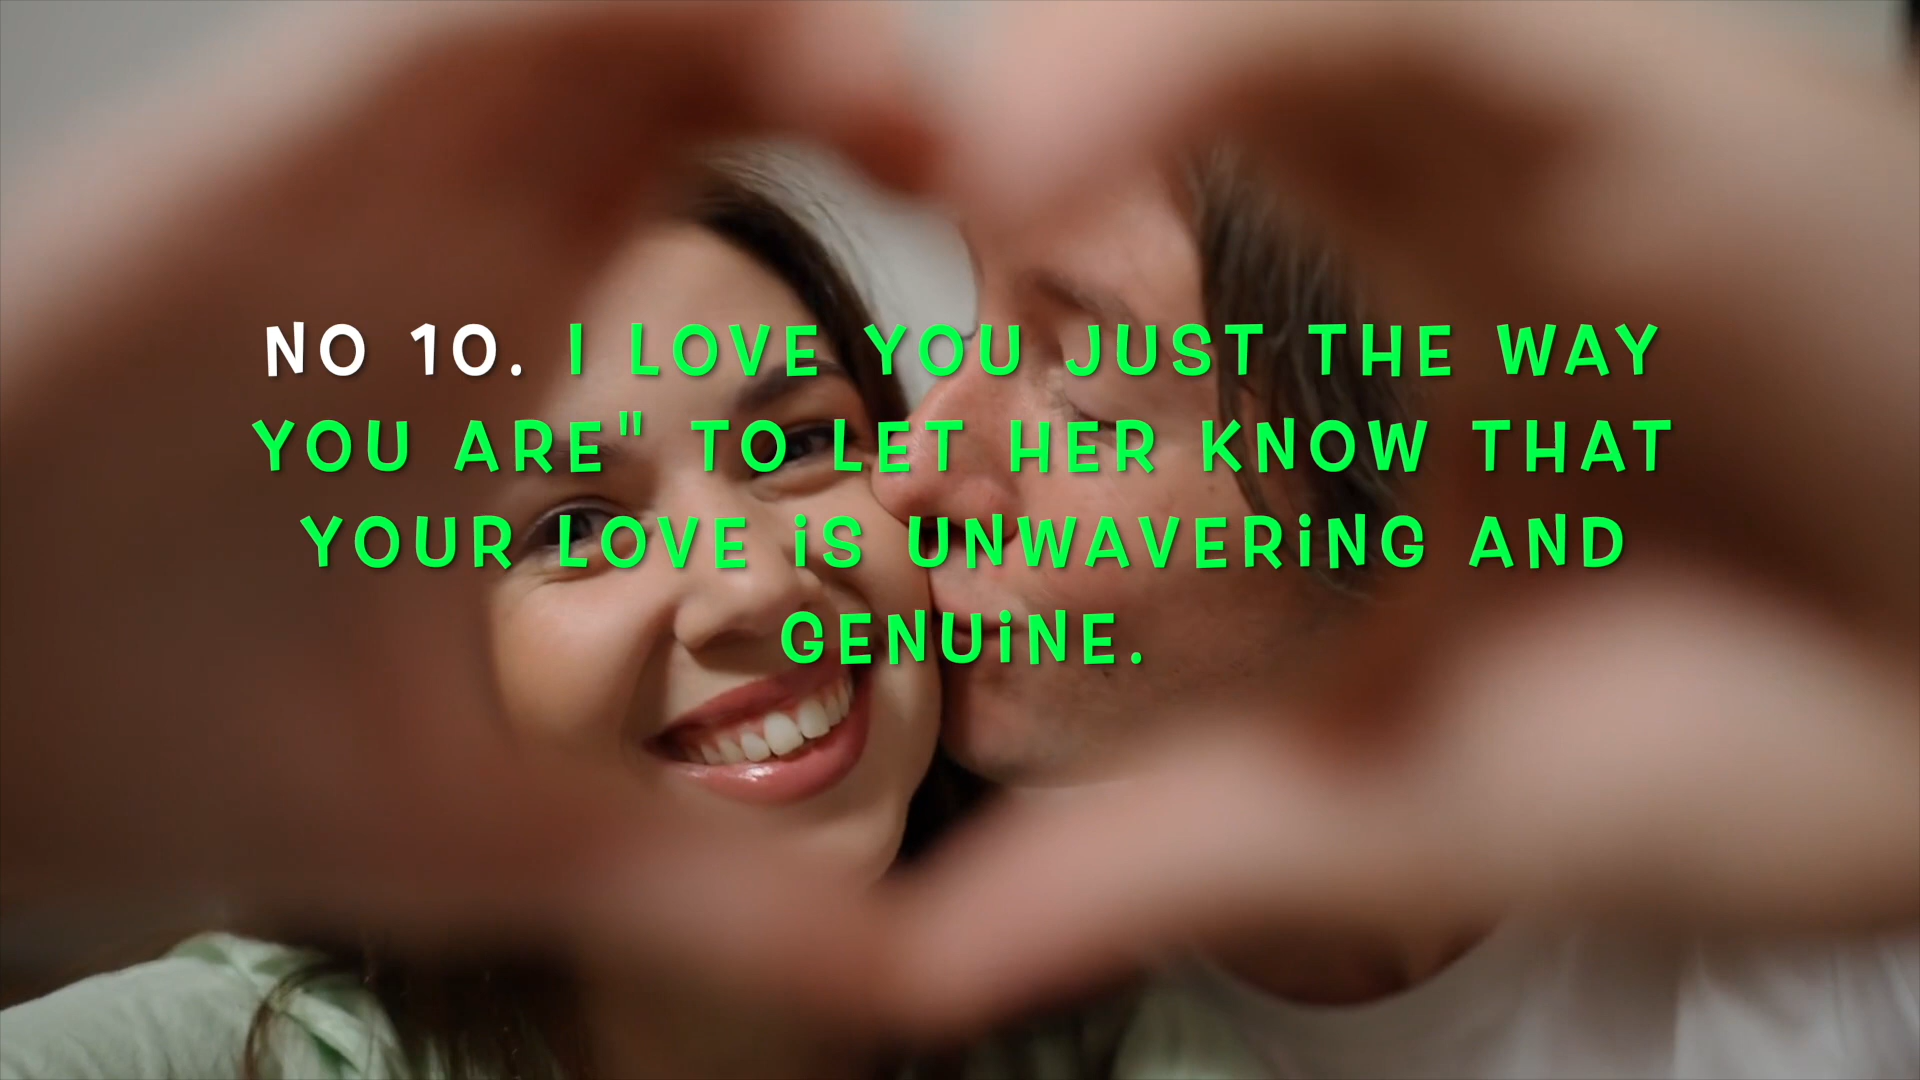 NO 10. I LOVE YOU JUST THE WAY
YOU ARE" TO LET HER KNOW THAT
YOUR LOVE iS UNWAVERiNG AND
GENUiNE.